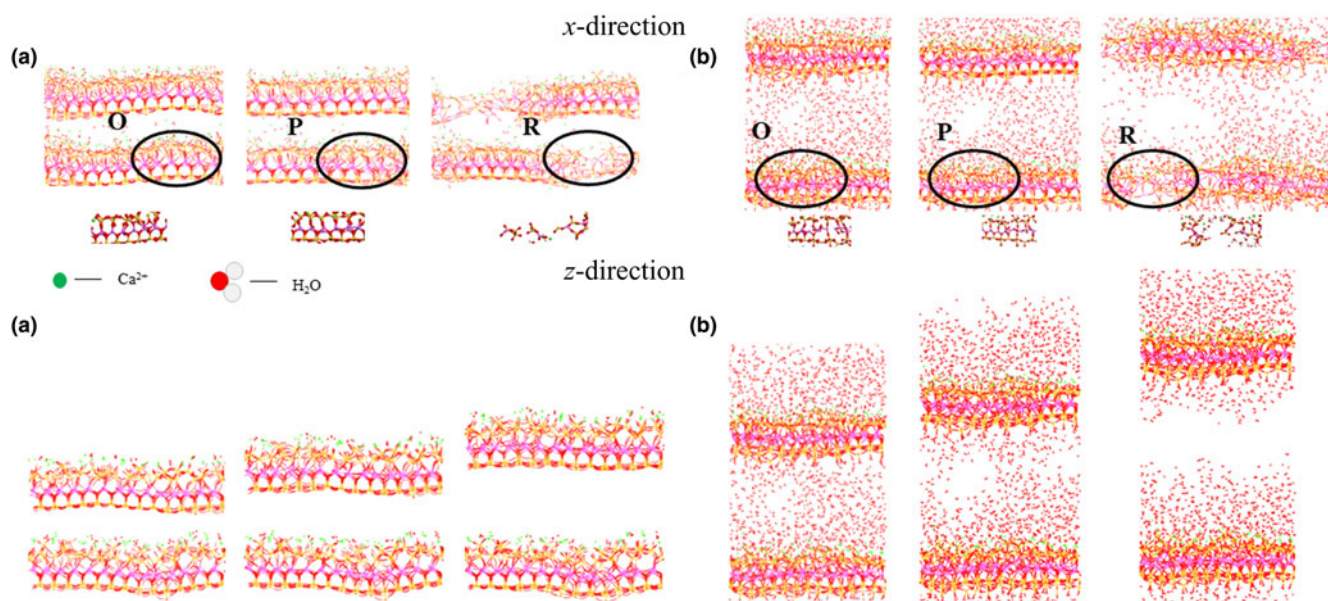 x-direction
(a)
(b)
O
P
R
O
P
R
Ca²⁺
H₂O
z-direction
(a)
(b)